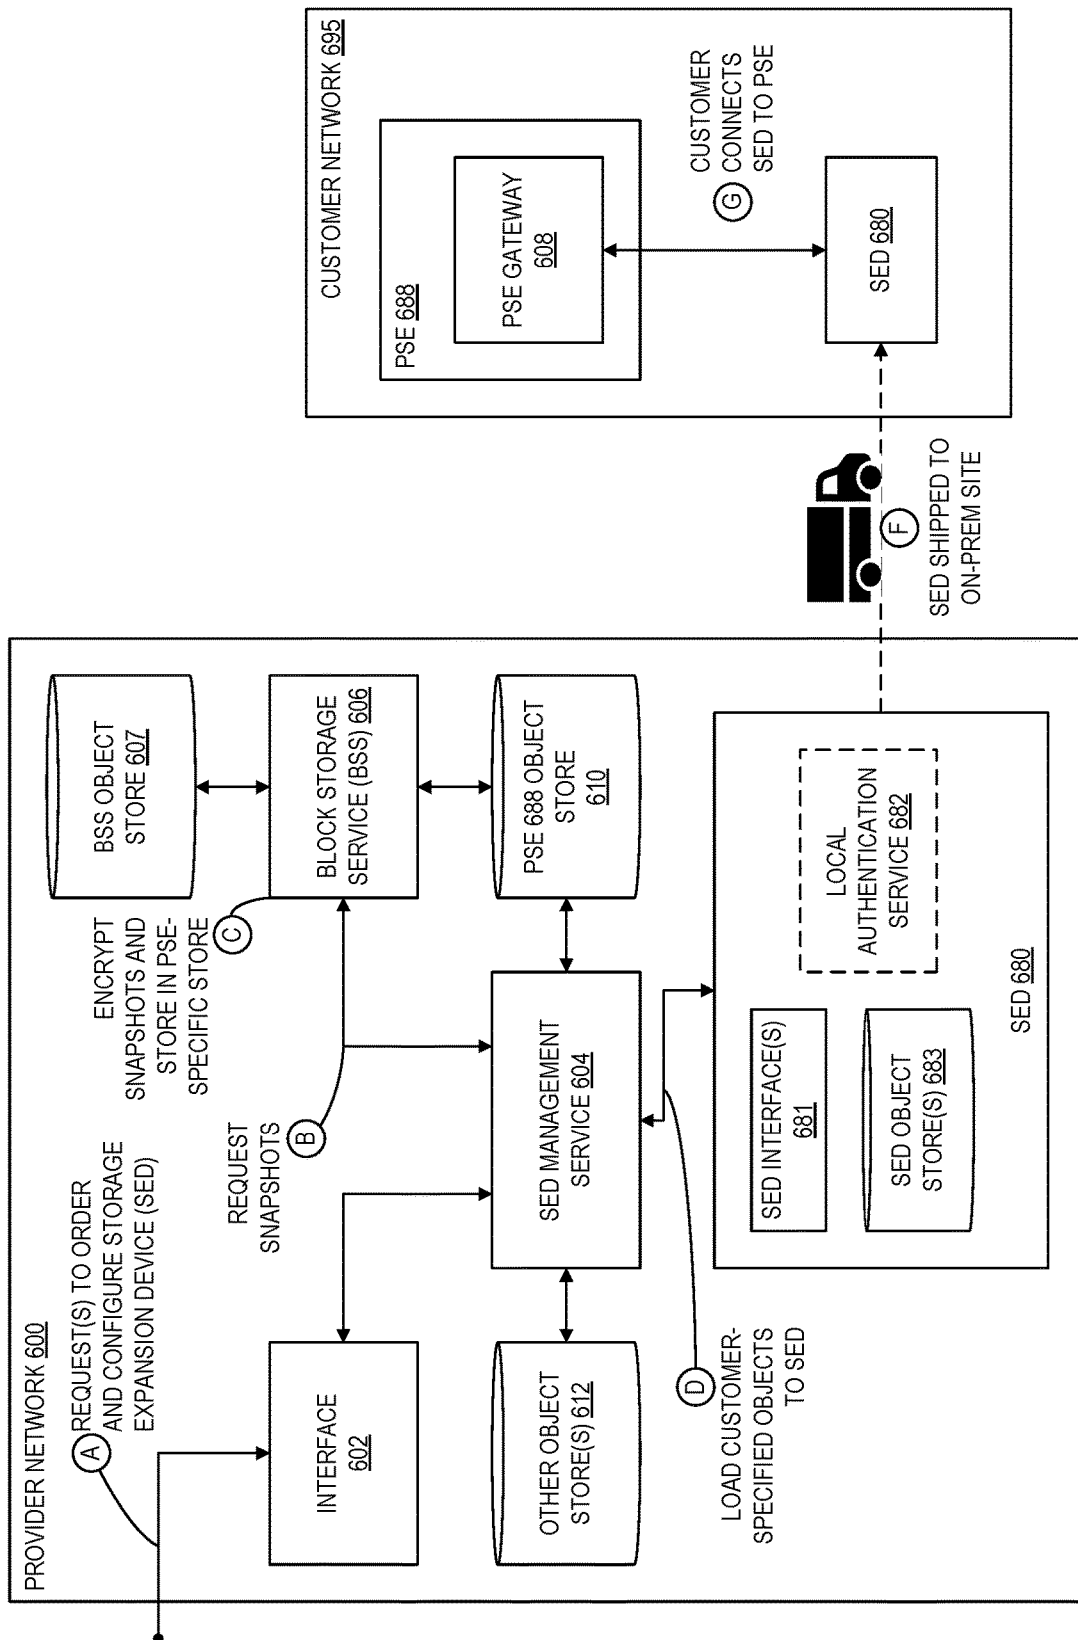 PROVIDER NETWORK 600
A
REQUEST(S) TO ORDER
AND CONFIGURE STORAGE
EXPANSION DEVICE (SED)
INTERFACE
602
REQUEST
SNAPSHOTS
B
ENCRYPT
SNAPSHOTS AND
STORE IN PSE-
SPECIFIC STORE
C
BSS OBJECT
STORE 607
BLOCK STORAGE
SERVICE (BSS) 606
OTHER OBJECT
STORE(S) 612
SED MANAGEMENT
SERVICE 604
PSE 688 OBJECT
STORE
610
D
LOAD CUSTOMER-
SPECIFIED OBJECTS
TO SED
SED INTERFACE(S)
681
SED OBJECT
STORE(S) 683
LOCAL
AUTHENTICATION
SERVICE 682
SED 680
F
SED SHIPPED TO
ON-PREM SITE
CUSTOMER NETWORK 695
PSE 688
PSE GATEWAY
608
CUSTOMER
CONNECTS
SED TO PSE
G
SED 680